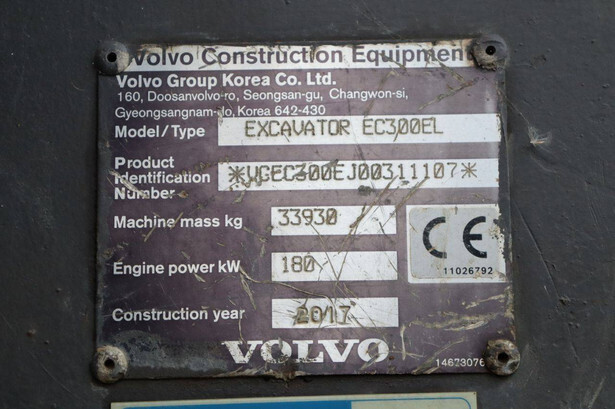 Volvo Construction Equipment
Volvo Group Korea Co. Ltd.
160, Doosanvolvo-ro, Seongsan-gu, Changwon-si,
Gyeongsangnam-do, Korea 642-430
Model/Type EXCAVATOR EC300EL
Product
Identification *VCEC300EJ00311107*
Number
Machine mass kg 33930
CE
11026792
Engine power kW 180
Construction year 2017
VOLVO
14623076